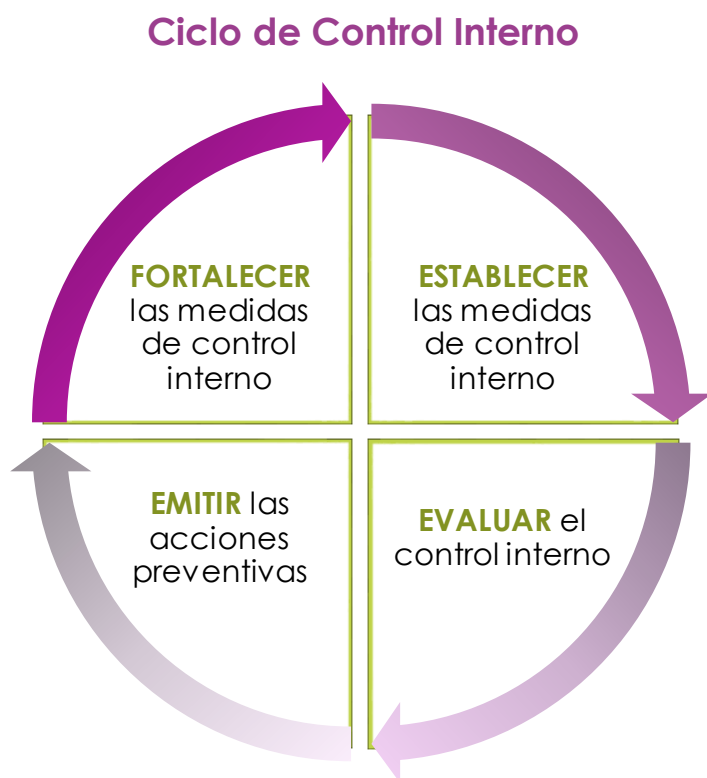 Ciclo de Control Interno
FORTALECER
las medidas
de control
interno
ESTABLECER
las medidas
de control
interno
EMITIR las
acciones
preventivas
EVALUAR el
control interno